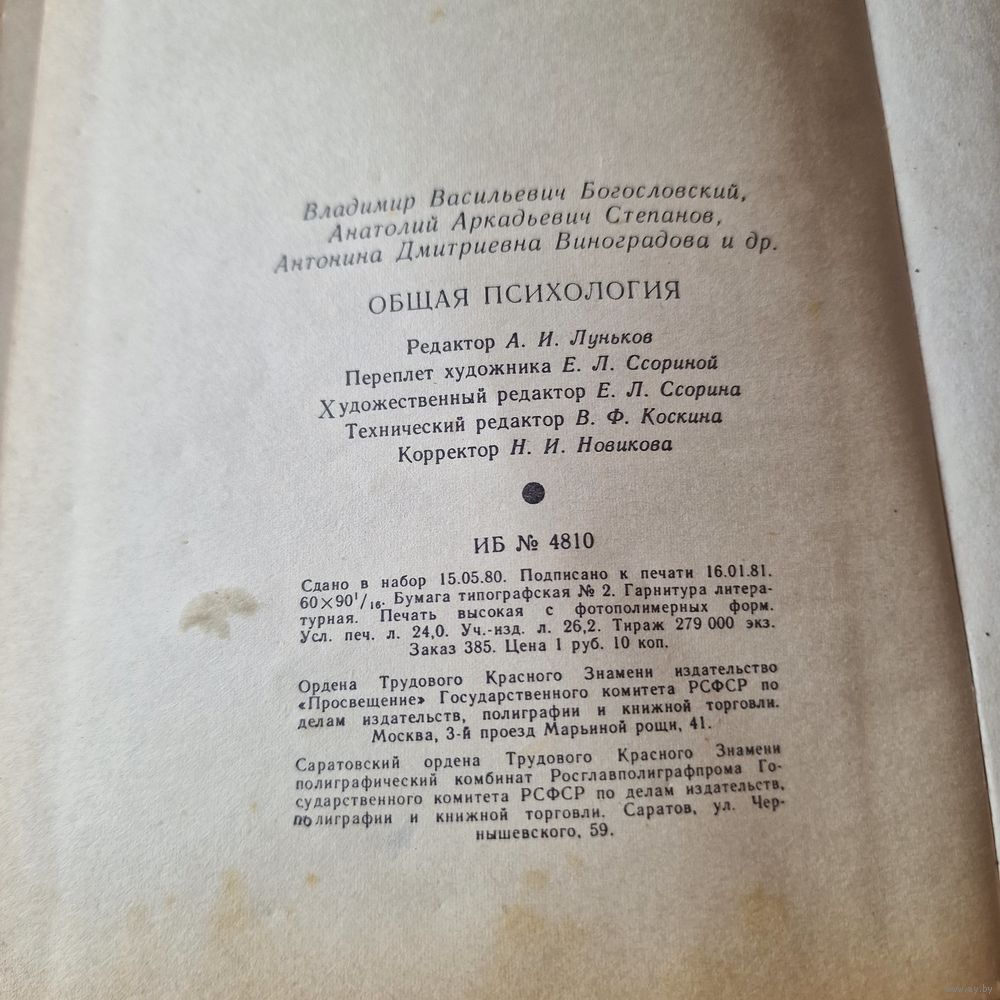 Владимир Васильевич Богословский,
Анатолий Аркадьевич Степанов,
Антонина Дмитриевна Виноградова и др.
ОБЩАЯ ПСИХОЛОГИЯ
Редактор А. И. Луньков
Переплет художника Е. Л. Ссориной
Художественный редактор Е. Л. Ссорина
Технический редактор В. Ф. Коскина
Корректор Н. И. Новикова
ИБ № 4810
Сдано в набор 15.05.80. Подписано к печати 16.01.81.
60×90¹/₁₆. Бумага типографская № 2. Гарнитура литера-
турная. Печать высокая с фотополимерных форм.
Усл. печ. л. 24,0. Уч.-изд. л. 26,2. Тираж 279 000 экз.
Заказ 385. Цена 1 руб. 10 коп.
Ордена Трудового Красного Знамени издательство
«Просвещение» Государственного комитета РСФСР по
делам издательств, полиграфии и книжной торговли.
Москва, 3-й проезд Марьиной рощи, 41.
Саратовский ордена Трудового Красного Знамени
полиграфический комбинат Росглавполиграфпрома Го-
сударственного комитета РСФСР по делам издательств,
полиграфии и книжной торговли. Саратов, ул. Чер-
нышевского, 59.
www.ay.by